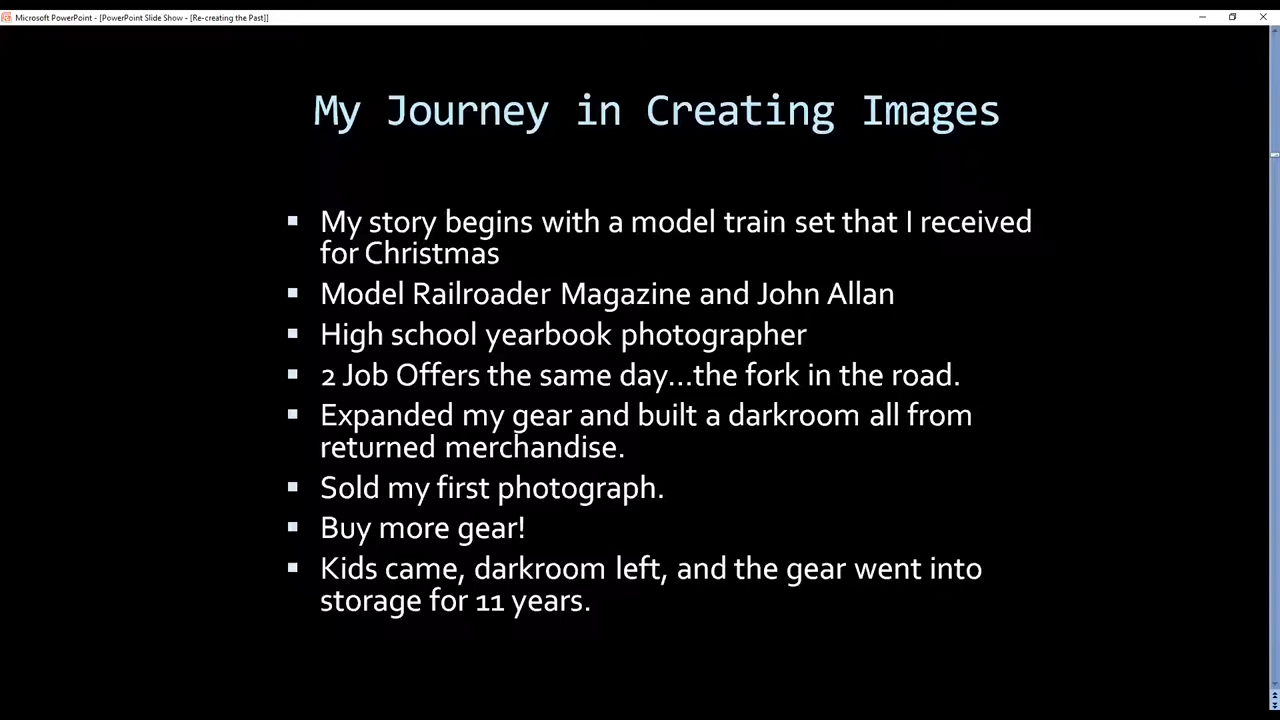 Microsoft PowerPoint - [PowerPoint Slide Show - [Re-creating the Past]]
My Journey in Creating Images
▪ My story begins with a model train set that I received
for Christmas
▪ Model Railroader Magazine and John Allan
▪ High school yearbook photographer
▪ 2 Job Offers the same day...the fork in the road.
▪ Expanded my gear and built a darkroom all from
returned merchandise.
▪ Sold my first photograph.
▪ Buy more gear!
▪ Kids came, darkroom left, and the gear went into
storage for 11 years.